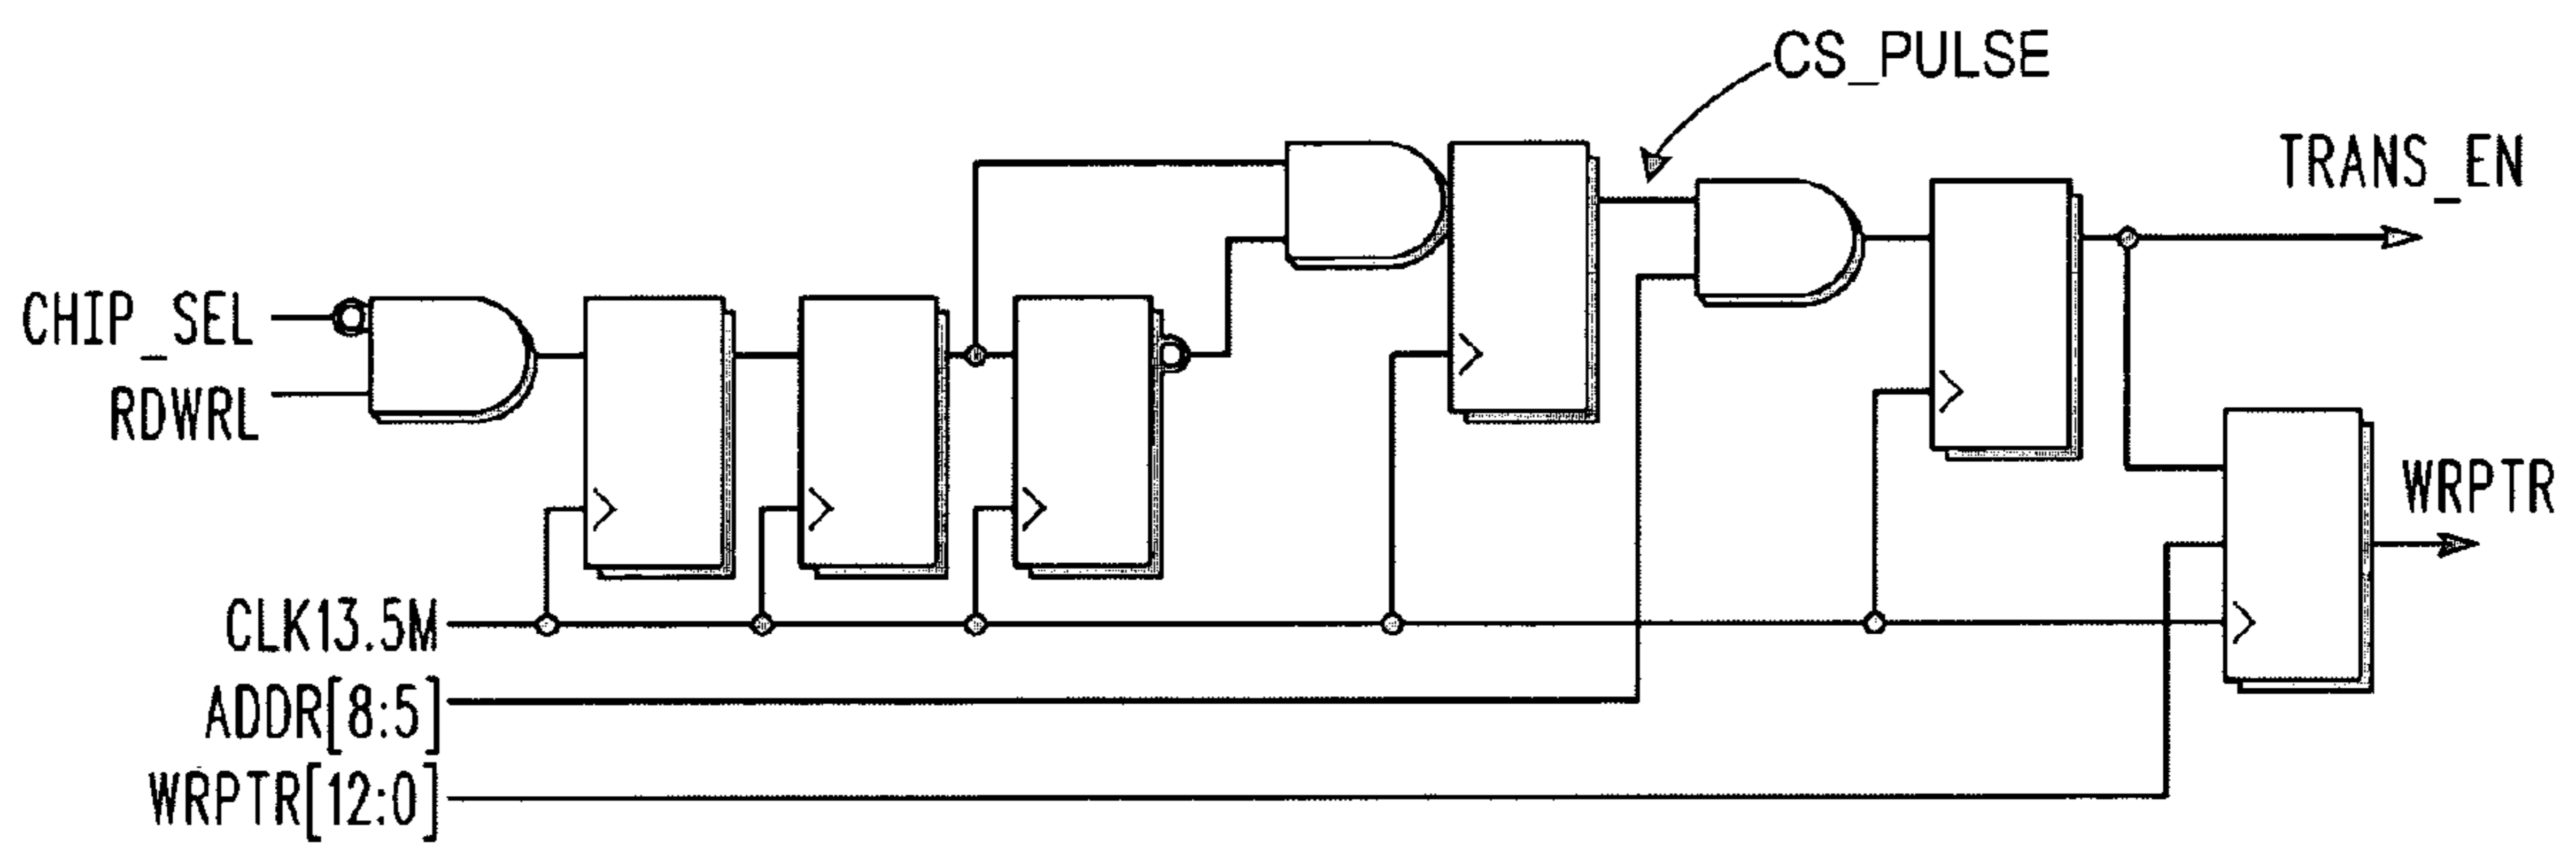 CS_PULSE
TRANS_EN
CHIP_SEL
RDWRL
WRPTR
CLK13.5M
ADDR[8:5]
WRPTR[12:0]